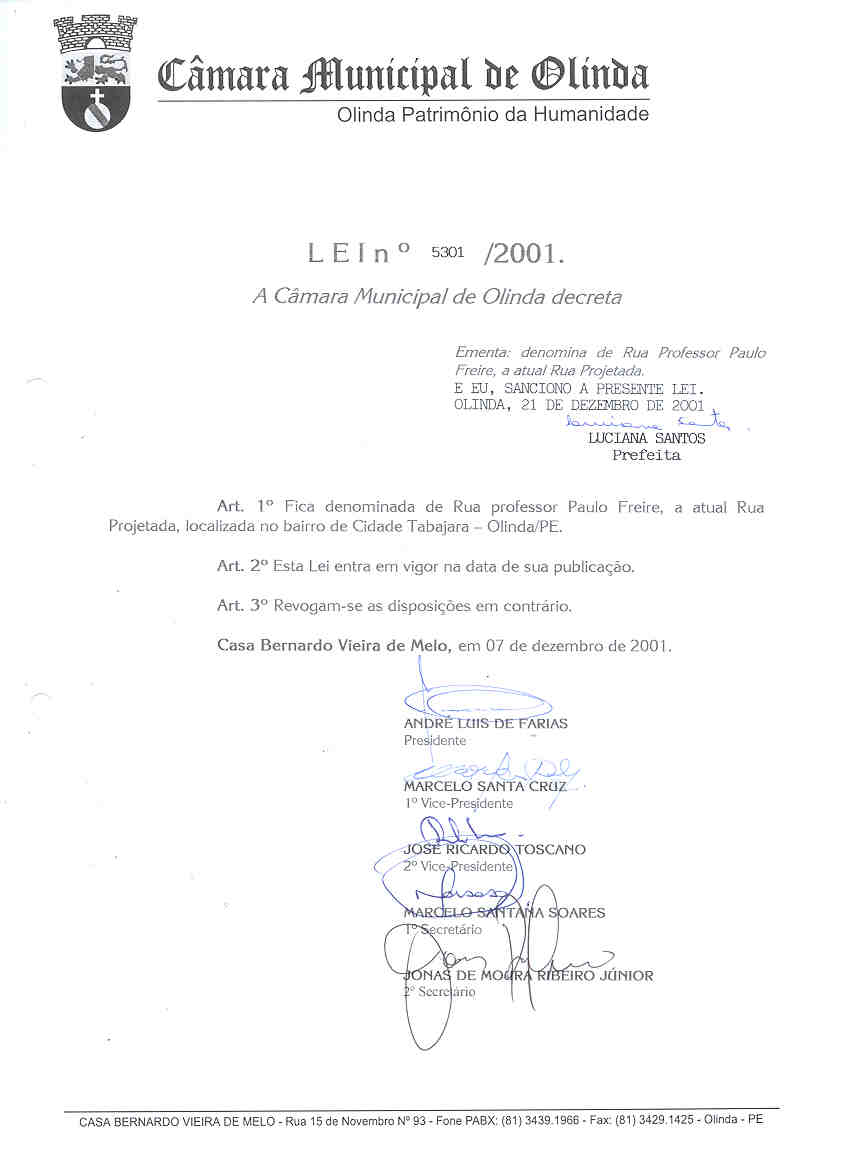 Câmara Municipal de Olinda
Olinda Patrimônio da Humanidade
L E I n º 5301 /2001.
A Câmara Municipal de Olinda decreta
Ementa: denomina de Rua Professor Paulo
Freire, a atual Rua Projetada.
E EU, SANCIONO A PRESENTE LEI.
OLINDA, 21 DE DEZEMBRO DE 2001
Luciana Santos
LUCIANA SANTOS
Prefeita
Art. 1º Fica denominada de Rua professor Paulo Freire, a atual Rua
Projetada, localizada no bairro de Cidade Tabajara – Olinda/PE.
Art. 2º Esta Lei entra em vigor na data de sua publicação.
Art. 3º Revogam-se as disposições em contrário.
Casa Bernardo Vieira de Melo, em 07 de dezembro de 2001.
ANDRÉ LUIS DE FARIAS
Presidente
MARCELO SANTA CRUZ
1º Vice-Presidente
JOSÉ RICARDO TOSCANO
2º Vice-Presidente
MARCELO SANTANA SOARES
1º Secretário
JONAS DE MOURA RIBEIRO JÚNIOR
2º Secretário
CASA BERNARDO VIEIRA DE MELO - Rua 15 de Novembro Nº 93 - Fone PABX: (81) 3439.1966 - Fax: (81) 3429.1425 - Olinda - PE